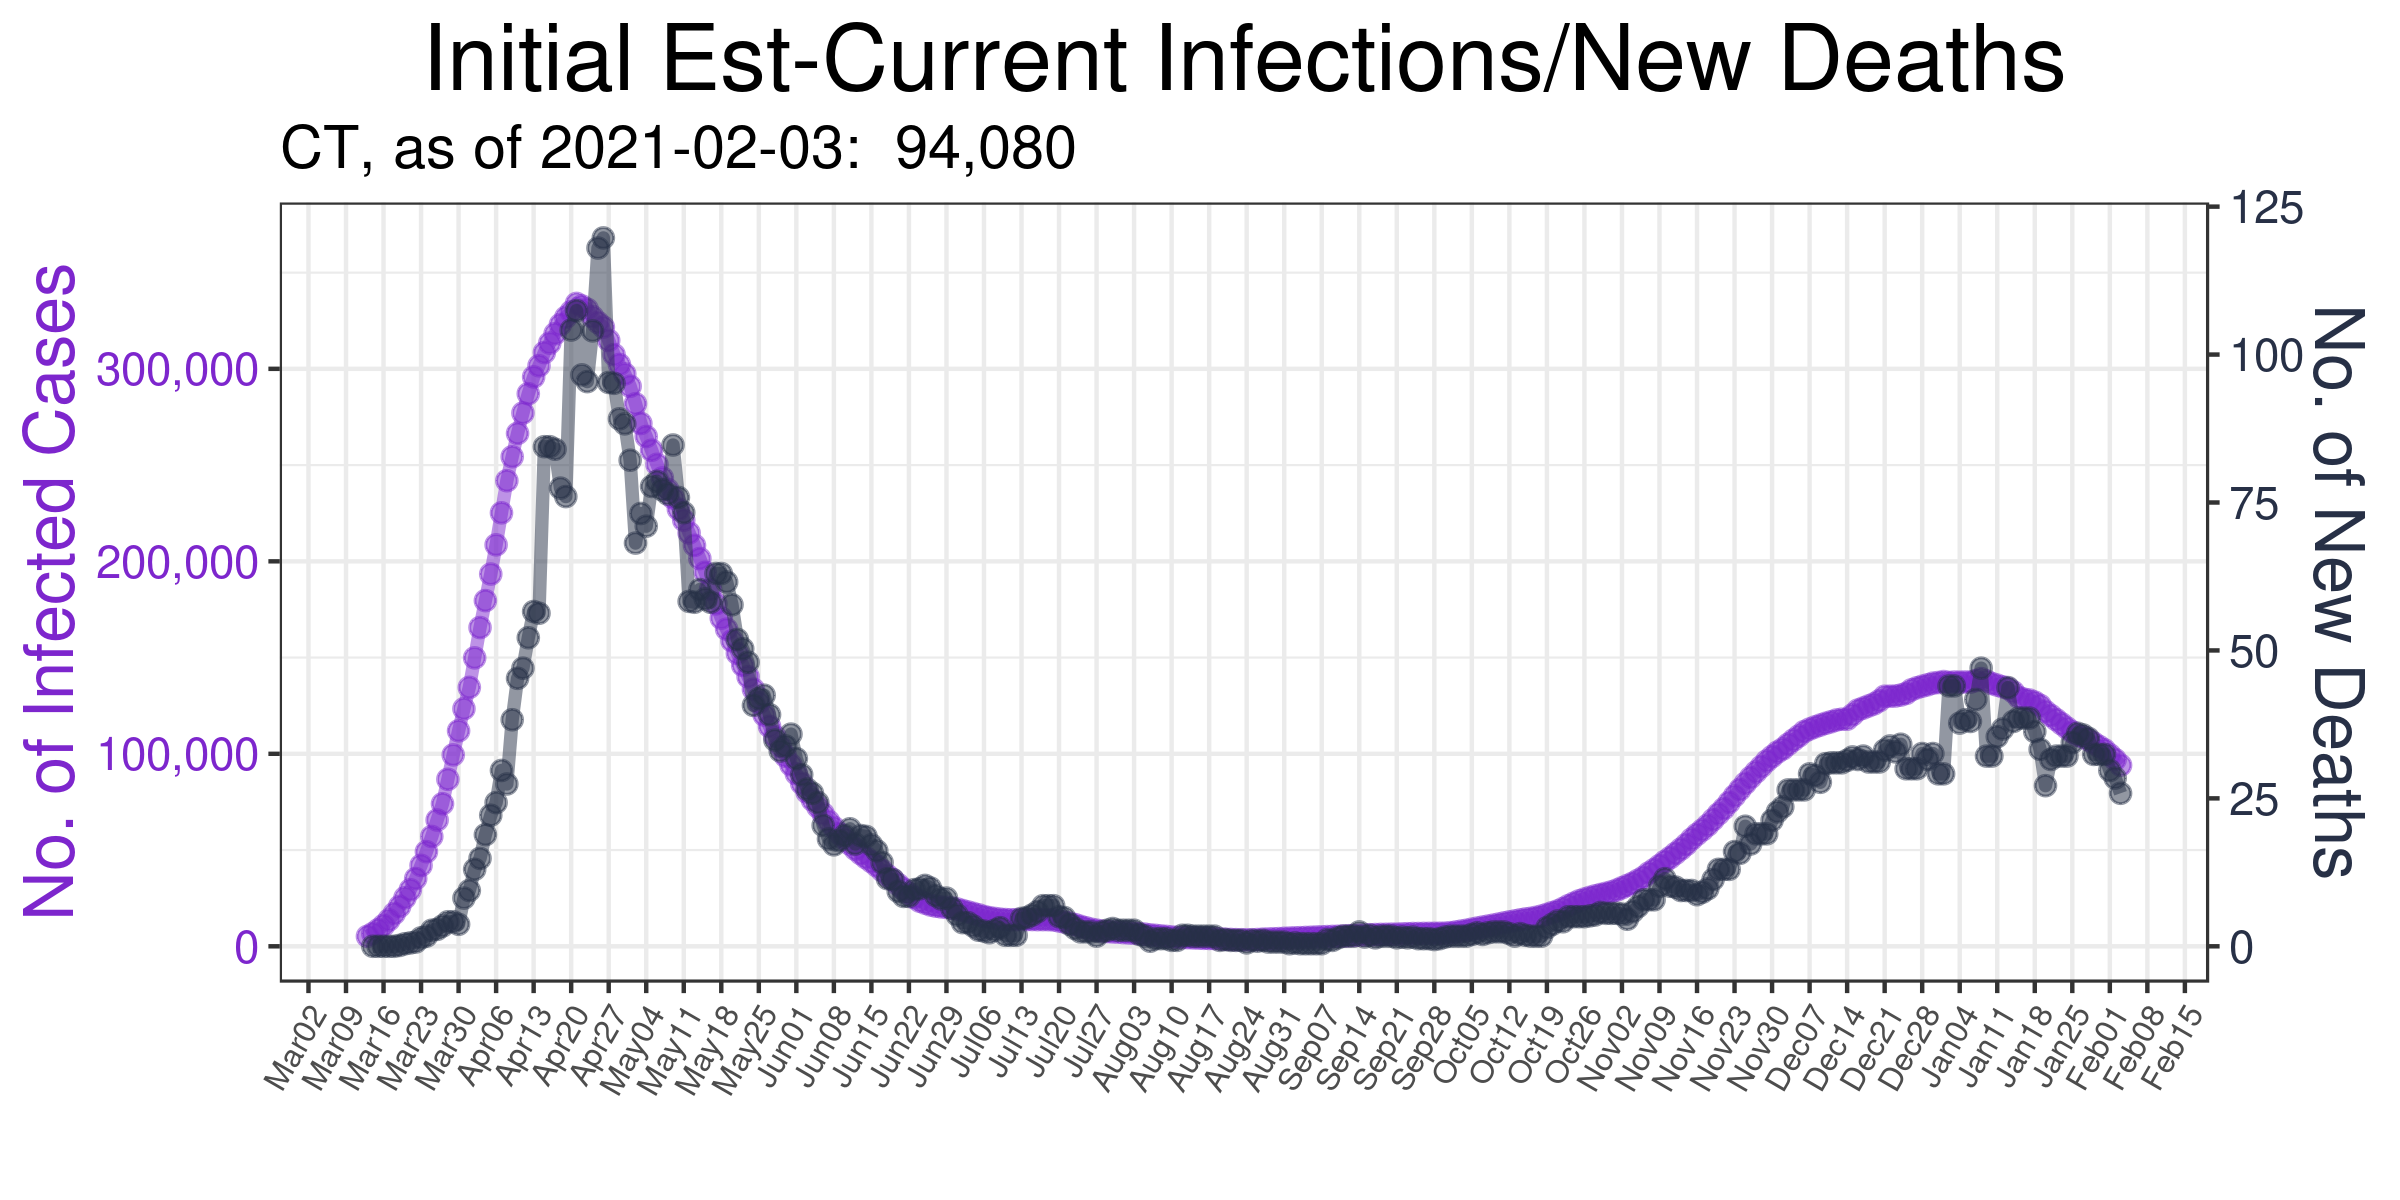 Initial Est-Current Infections/New Deaths
CT, as of 2021-02-03: 94,080
No. of Infected Cases
300,000
200,000
100,000
0
125
100
75
50
25
0
No. of New Deaths
Mar02
Mar09
Mar16
Mar23
Mar30
Apr06
Apr13
Apr20
Apr27
May04
May11
May18
May25
Jun01
Jun08
Jun15
Jun22
Jun29
Jul06
Jul13
Jul20
Jul27
Aug03
Aug10
Aug17
Aug24
Aug31
Sep07
Sep14
Sep21
Sep28
Oct05
Oct12
Oct19
Oct26
Nov02
Nov09
Nov16
Nov23
Nov30
Dec07
Dec14
Dec21
Dec28
Jan04
Jan11
Jan18
Jan25
Feb01
Feb08
Feb15